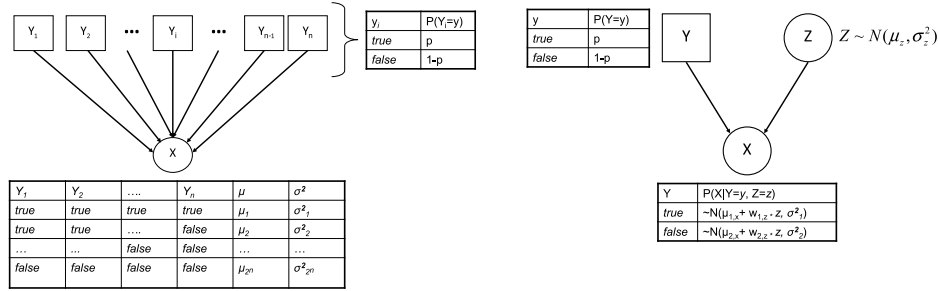 Y₁ Y₂ ... Yᵢ ... Yₙ₋₁ Yₙ
yᵢ P(Yᵢ=y)
true p
false 1-p
X
Y₁ Y₂ .... Yₙ μ σ²
true true true true μ₁ σ²₁
true true .... false μ₂ σ²₂
... ... false false ... ...
false false false false μ₂ⁿ σ²₂ⁿ
y P(Y=y)
true p
false 1-p
Y
Z
Z ~ N(μ_z, σ_z²)
X
Y P(X|Y=y, Z=z)
true ~N(μ₁,ₓ+ w₁,z · z, σ²₁)
false ~N(μ₂,ₓ+ w₂,z · z, σ²₂)